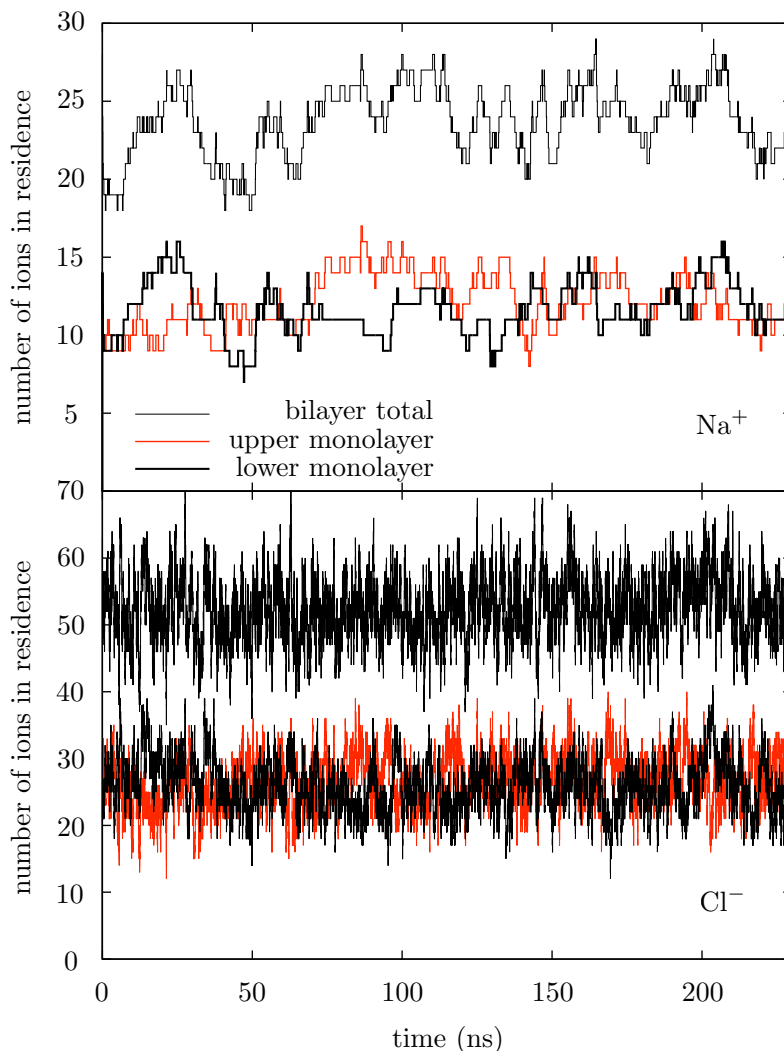 30
25
20
15
10
5
number of ions in residence
bilayer total
upper monolayer
lower monolayer
Na⁺
70
60
50
40
30
20
10
0
number of ions in residence
Cl⁻
0 50 100 150 200
time (ns)